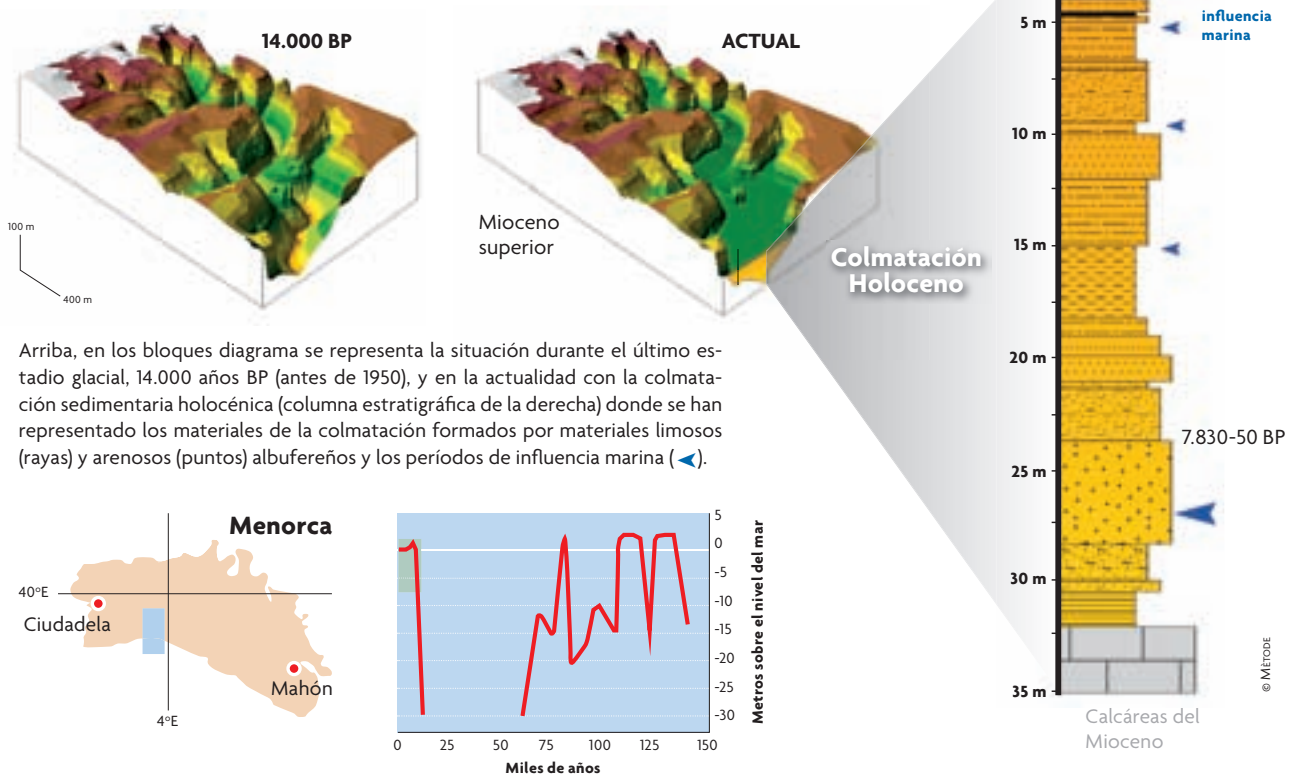 14.000 BP
ACTUAL
100 m
400 m
Mioceno
superior
Colmatación
Holoceno
Arriba, en los bloques diagrama se representa la situación durante el último es-
tadio glacial, 14.000 años BP (antes de 1950), y en la actualidad con la colmata-
ción sedimentaria holocénica (columna estratigráfica de la derecha) donde se han
representado los materiales de la colmatación formados por materiales limosos
(rayas) y arenosos (puntos) albufereños y los períodos de influencia marina (◄).
Menorca
40ºE
Ciudadela
Mahón
4ºE
5
0
-5
-10
-15
-20
-25
-30
Metros sobre el nivel del mar
0 25 50 75 100 125 150
Miles de años
influencia
marina
5 m
10 m
15 m
20 m
25 m
30 m
35 m
7.830-50 BP
Calcáreas del
Mioceno
© MÈTODE